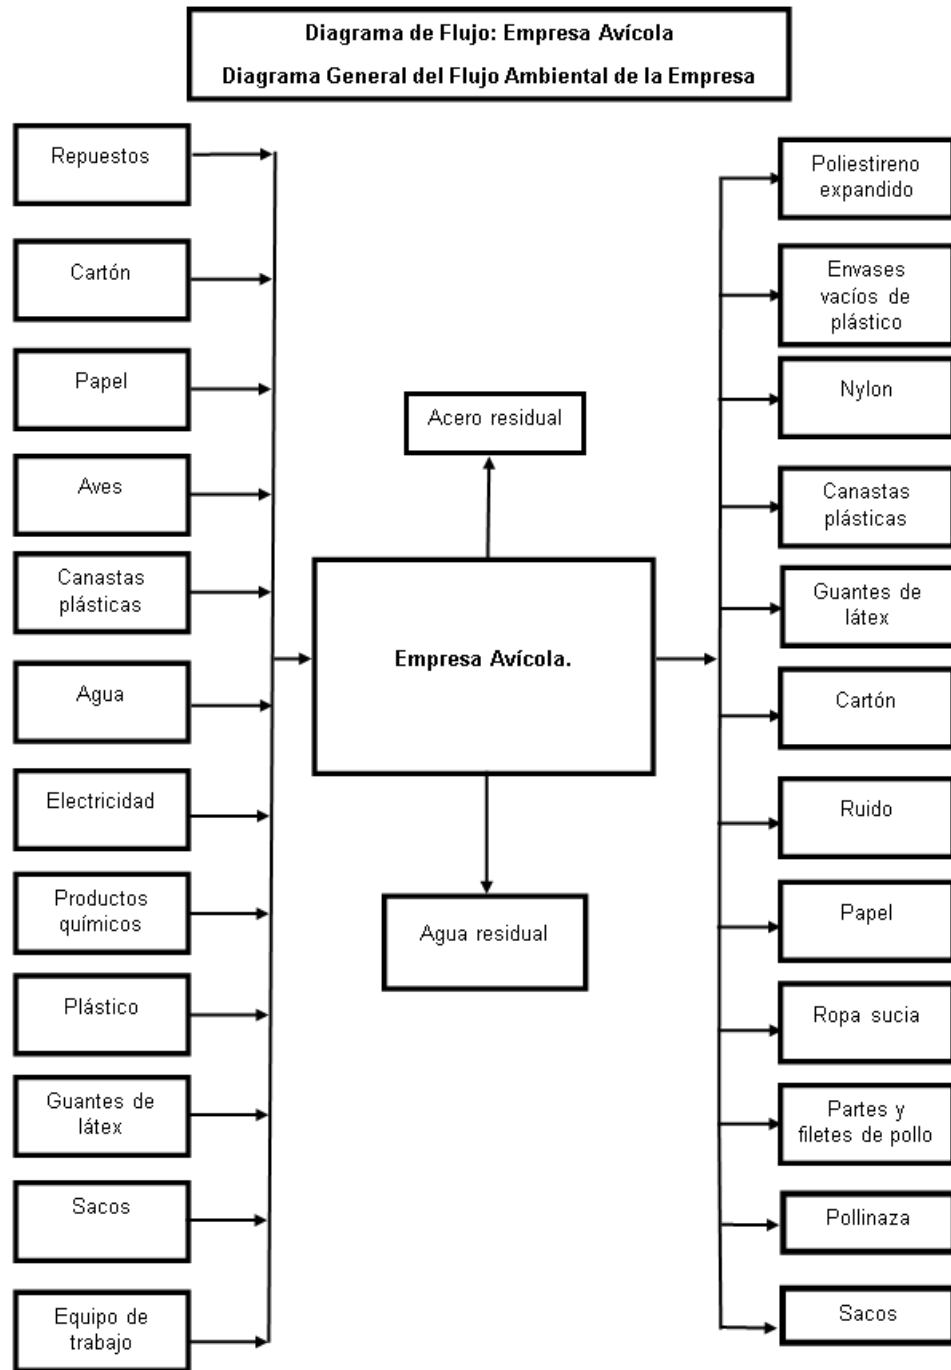 Diagrama de Flujo: Empresa Avícola
Diagrama General del Flujo Ambiental de la Empresa
Repuestos
Cartón
Papel
Aves
Canastas
plásticas
Agua
Electricidad
Productos
químicos
Plástico
Guantes de
látex
Sacos
Equipo de
trabajo
Acero residual
Empresa Avícola.
Agua residual
Poliestireno
expandido
Envases
vacíos de
plástico
Nylon
Canastas
plásticas
Guantes de
látex
Cartón
Ruido
Papel
Ropa sucia
Partes y
filetes de pollo
Pollinaza
Sacos